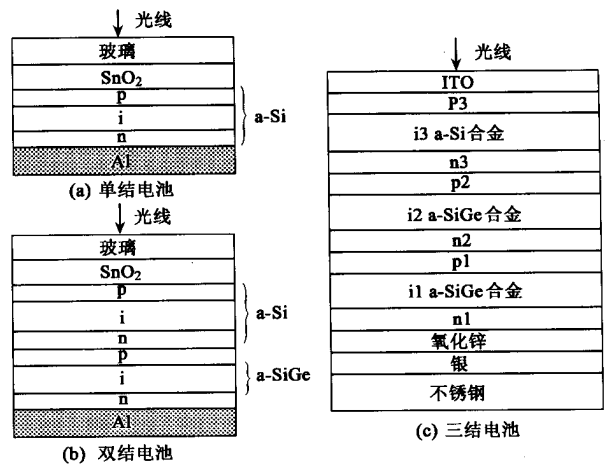 光线
玻璃
SnO2
p
i
n
a-Si
Al
(a) 单结电池
光线
玻璃
SnO2
p
i
n
a-Si
p
i
n
a-SiGe
Al
(b) 双结电池
光线
ITO
P3
i3 a-Si合金
n3
p2
i2 a-SiGe合金
n2
p1
i1 a-SiGe合金
n1
氧化锌
银
不锈钢
(c) 三结电池